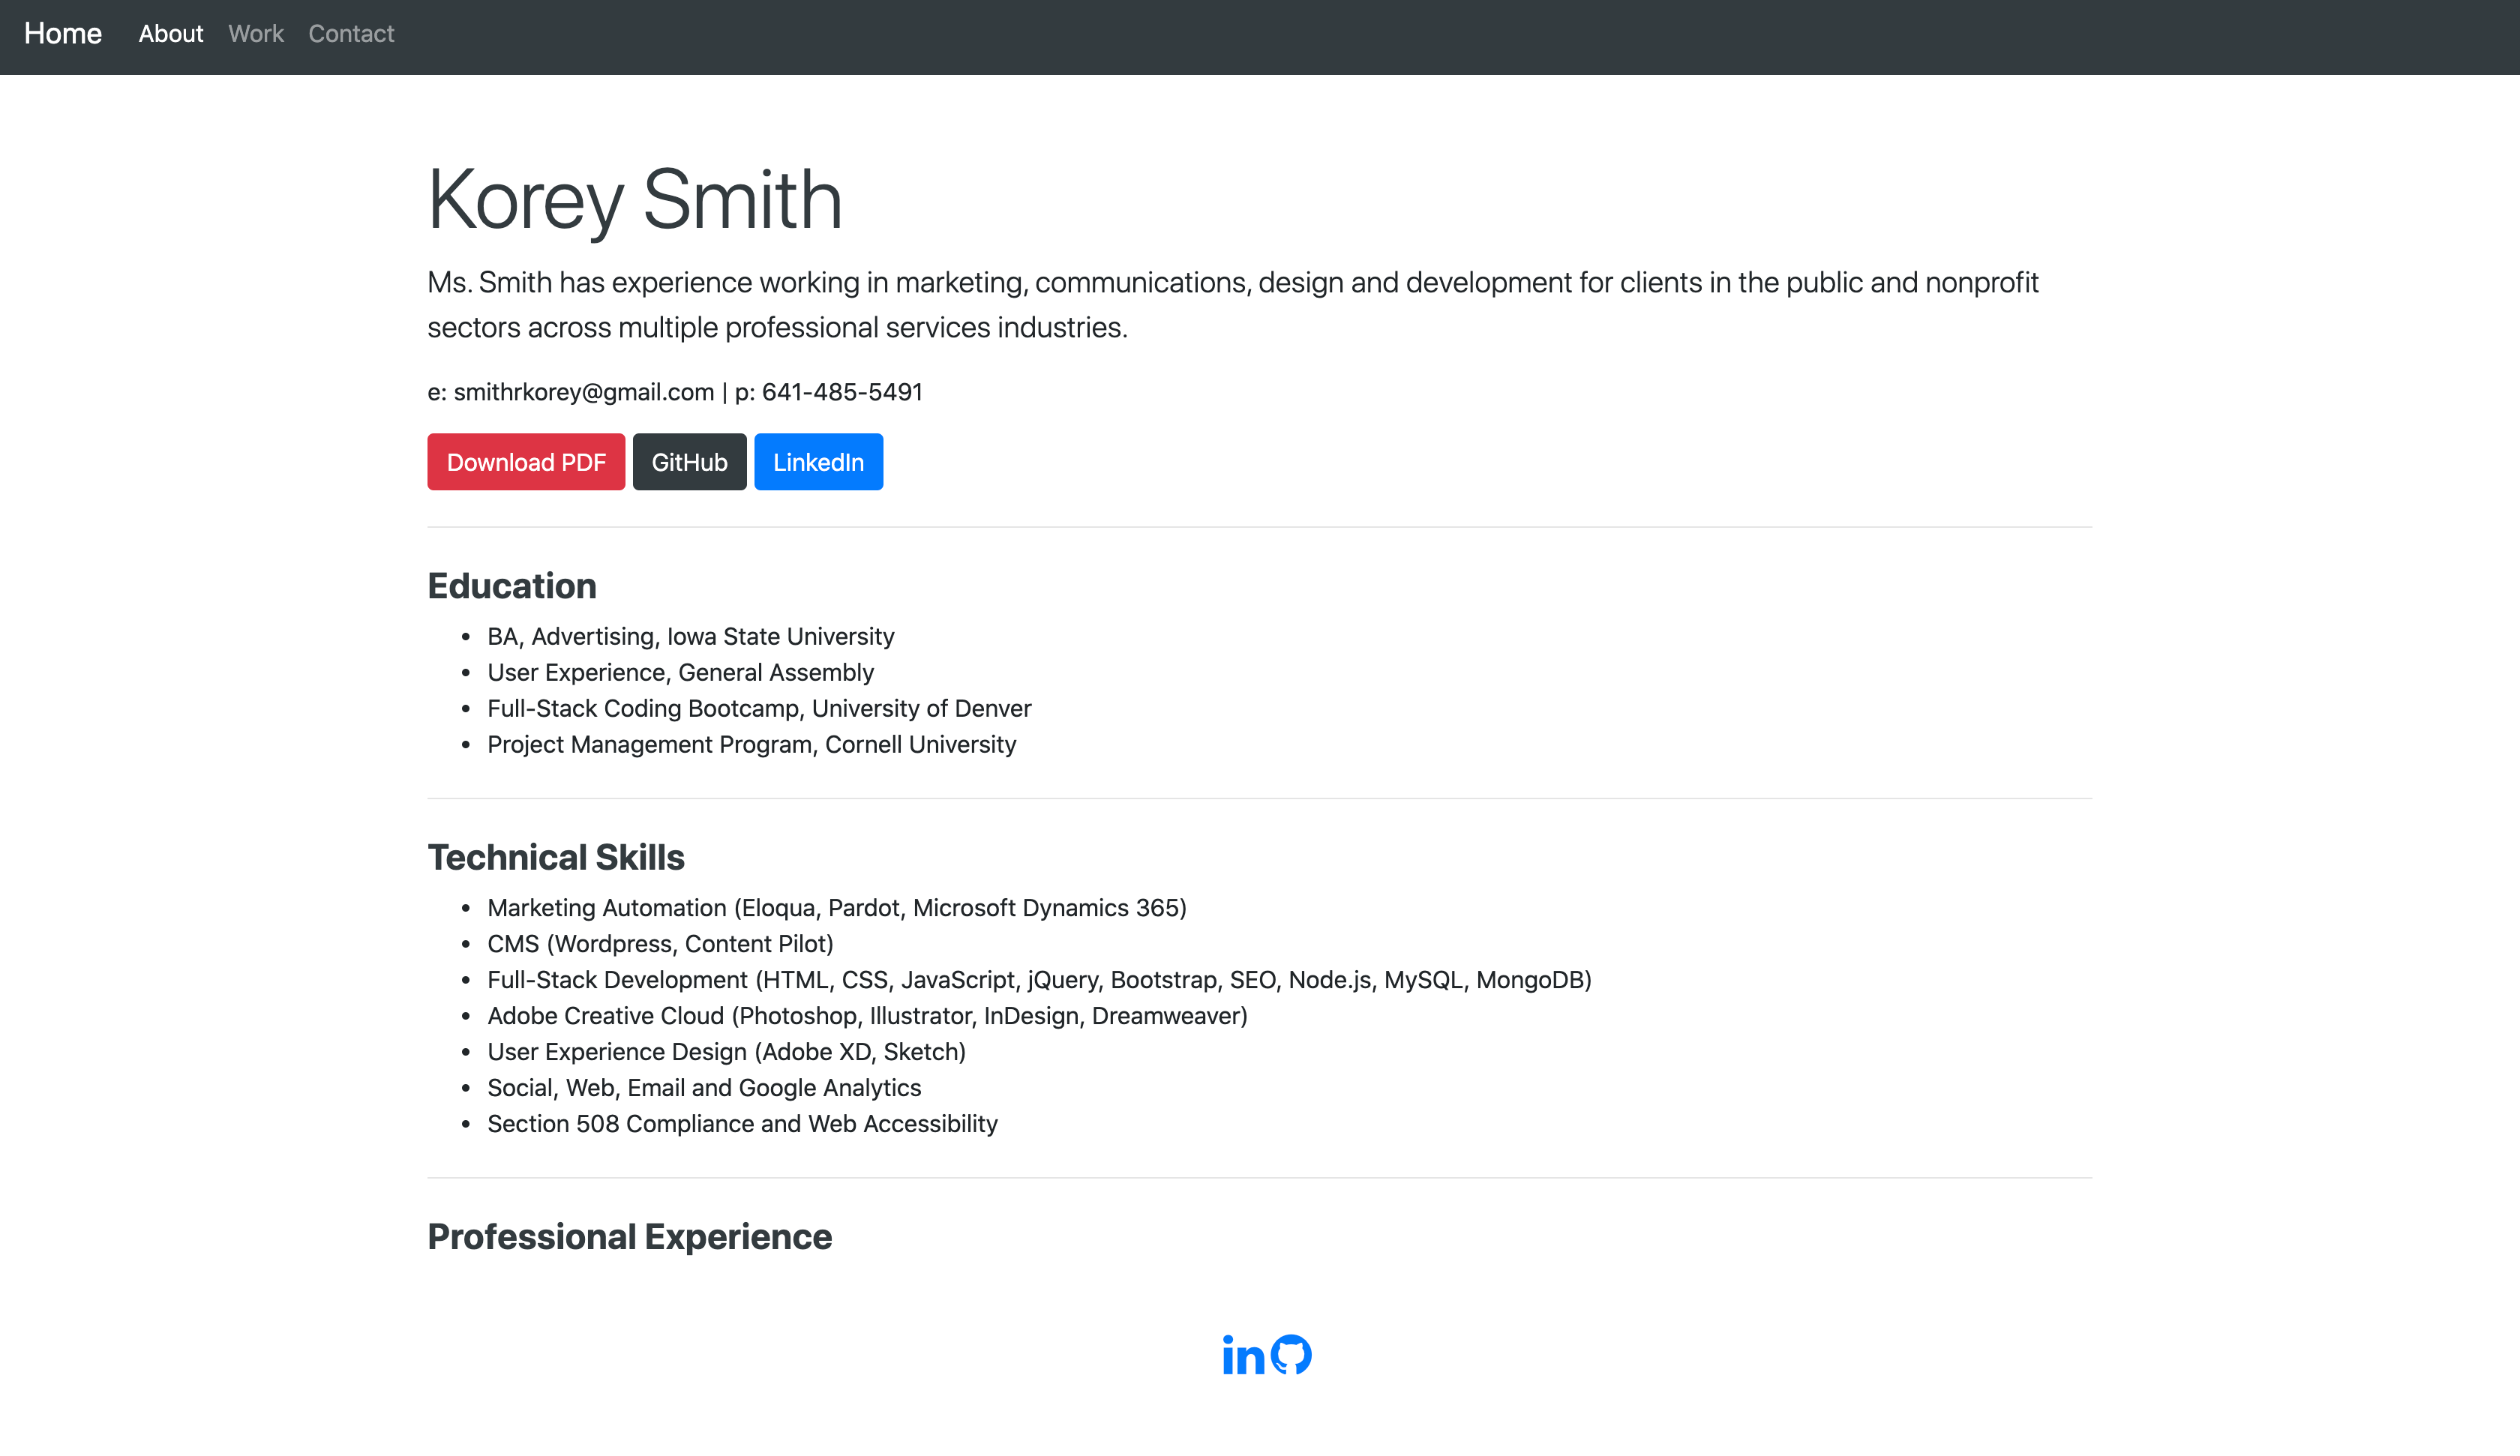 Home About Work Contact
Korey Smith
Ms. Smith has experience working in marketing, communications, design and development for clients in the public and nonprofit
sectors across multiple professional services industries.
e: smithrkorey@gmail.com | p: 641-485-5491
Download PDF GitHub LinkedIn
Education
• BA, Advertising, Iowa State University
• User Experience, General Assembly
• Full-Stack Coding Bootcamp, University of Denver
• Project Management Program, Cornell University
Technical Skills
• Marketing Automation (Eloqua, Pardot, Microsoft Dynamics 365)
• CMS (Wordpress, Content Pilot)
• Full-Stack Development (HTML, CSS, JavaScript, jQuery, Bootstrap, SEO, Node.js, MySQL, MongoDB)
• Adobe Creative Cloud (Photoshop, Illustrator, InDesign, Dreamweaver)
• User Experience Design (Adobe XD, Sketch)
• Social, Web, Email and Google Analytics
• Section 508 Compliance and Web Accessibility
Professional Experience
in